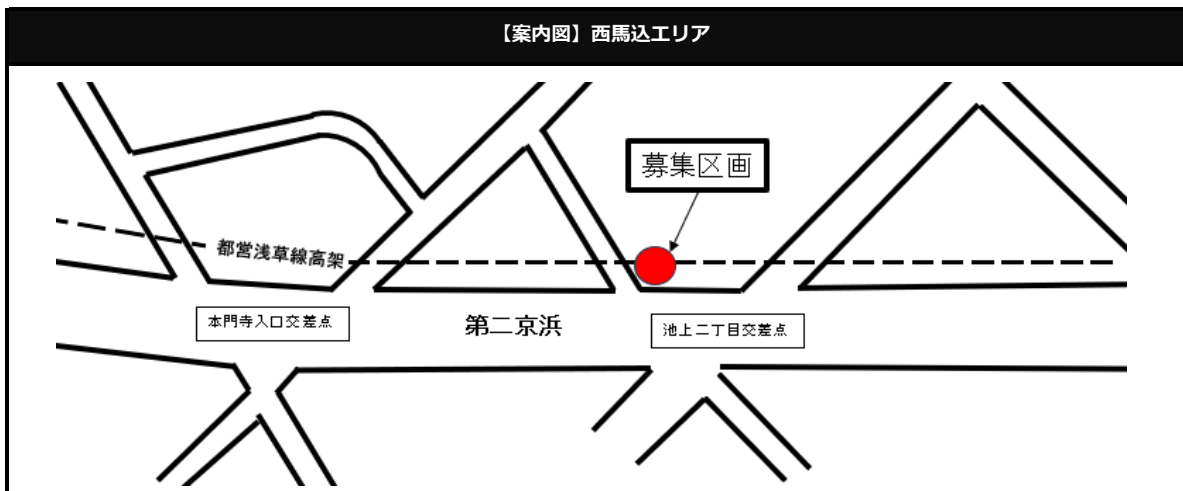 【案内図】西馬込エリア
募集区画
都営浅草線高架
本門寺入口交差点
第二京浜
池上二丁目交差点